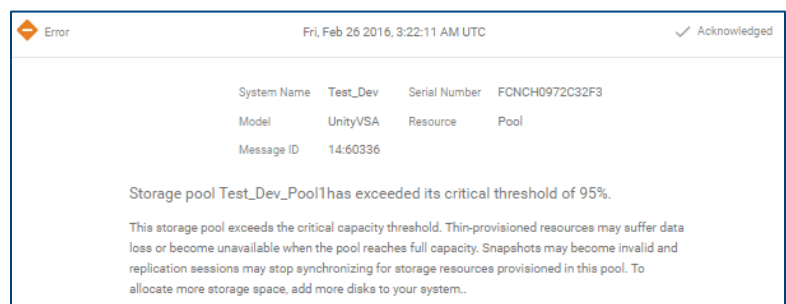 Error Fri, Feb 26 2016, 3:22:11 AM UTC Acknowledged
System Name Test_Dev Serial Number FCNCH0972C32F3
Model UnityVSA Resource Pool
Message ID 14:60336
Storage pool Test_Dev_Pool1has exceeded its critical threshold of 95%.
This storage pool exceeds the critical capacity threshold. Thin-provisioned resources may suffer data
loss or become unavailable when the pool reaches full capacity. Snapshots may become invalid and
replication sessions may stop synchronizing for storage resources provisioned in this pool. To
allocate more storage space, add more disks to your system..